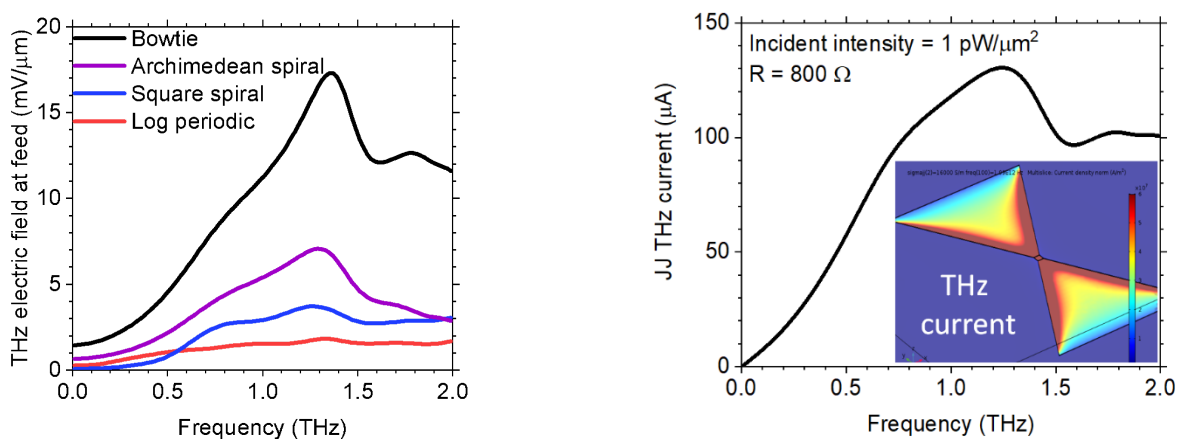 THz electric field at feed (mV/μm)
20
15
10
5
0
Bowtie
Archimedean spiral
Square spiral
Log periodic
0.0 0.5 1.0 1.5 2.0
Frequency (THz)
JJ THz current (μA)
150
100
50
0
Incident intensity = 1 pW/μm²
R = 800 Ω
THz
current
0.0 0.5 1.0 1.5 2.0
Frequency (THz)